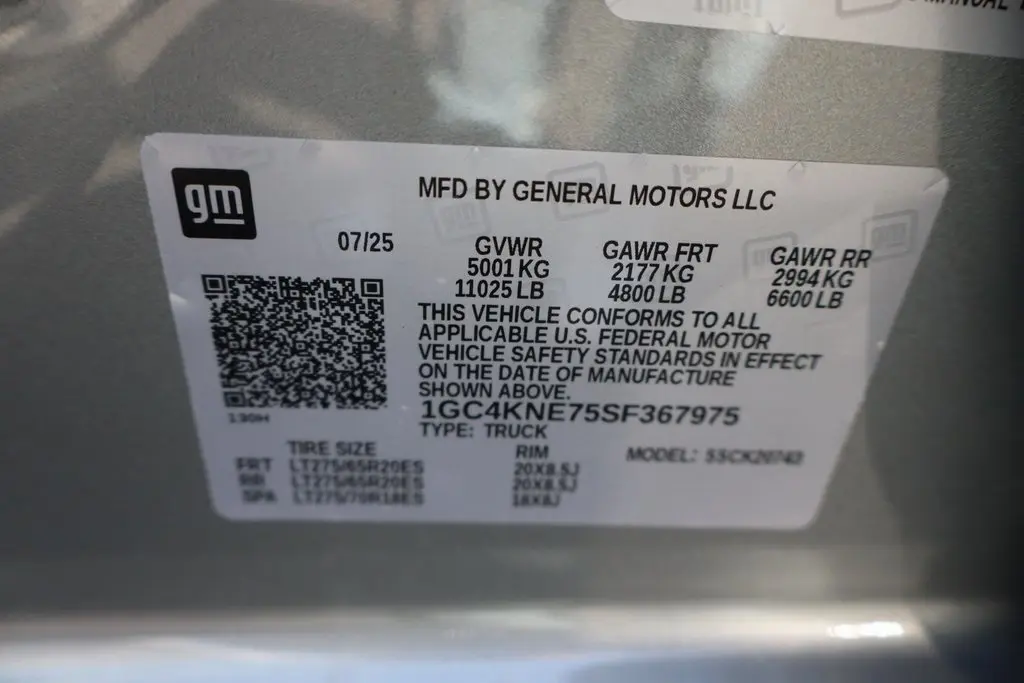 MANUAL
gm
MFD BY GENERAL MOTORS LLC
07/25
GVWR GAWR FRT GAWR RR
5001 KG 2177 KG 2994 KG
11025 LB 4800 LB 6600 LB
THIS VEHICLE CONFORMS TO ALL
APPLICABLE U.S. FEDERAL MOTOR
VEHICLE SAFETY STANDARDS IN EFFECT
ON THE DATE OF MANUFACTURE
SHOWN ABOVE.
1GC4KNE75SF367975
TYPE: TRUCK
TIRE SIZE RIM MODEL:
FRT LT275/65R20ES 20X8.5J
RR LT275/65R20ES 20X8.5J
SPA LT275/70R18ES 18X8J